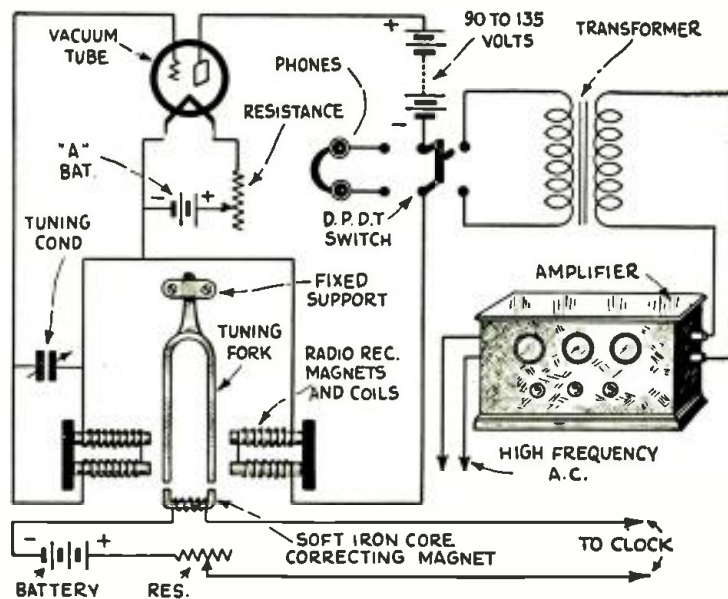 VACUUM
TUBE
+
90 TO 135
VOLTS
TRANSFORMER
PHONES
RESISTANCE
-
"A"
BAT.
- +
D.P.D.T
SWITCH
TUNING
COND
FIXED
SUPPORT
AMPLIFIER
TUNING
FORK
RADIO REC.
MAGNETS
AND COILS
HIGH FREQUENCY
A.C.
- +
SOFT IRON CORE
CORRECTING MAGNET
TO CLOCK
BATTERY
RES.